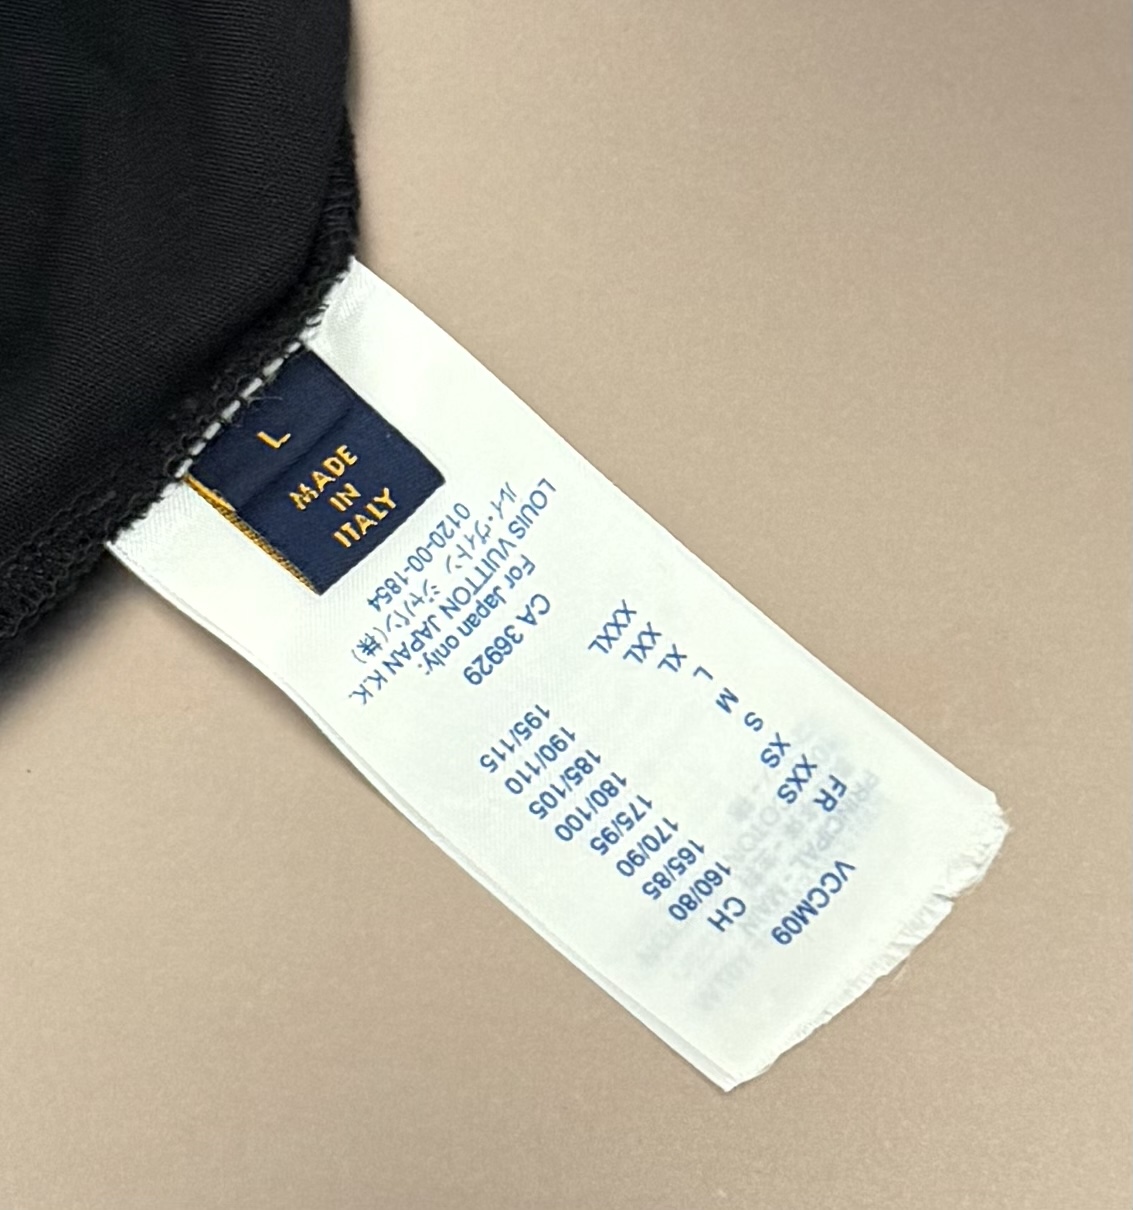 L
MADE
IN
ITALY
VCCM09
FR CH
XXS 160/80
XS 165/85
S 170/90
M 175/95
L 180/100
XL 185/105
XXL 190/110
XXXL 195/115
CA 36929
For Japan only:
LOUIS VUITTON JAPAN K.K.
ルイ・ヴィトン ジャパン(株)
0120-00-1854